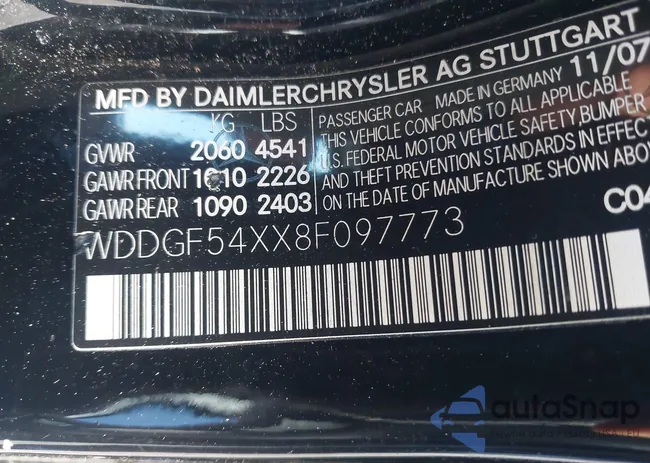 MFD BY DAIMLERCHRYSLER AG STUTTGART
KG LBS
GVWR 2060 4541
GAWR FRONT 1010 2226
GAWR REAR 1090 2403
PASSENGER CAR MADE IN GERMANY 11/07
THIS VEHICLE CONFORMS TO ALL APPLICABLE
U.S. FEDERAL MOTOR VEHICLE SAFETY BUMPER
AND THEFT PREVENTION STANDARDS IN EFFECT
ON THE DATE OF MANUFACTURE SHOWN ABO
C04
WDDGF54XX8F097773
autoSnap